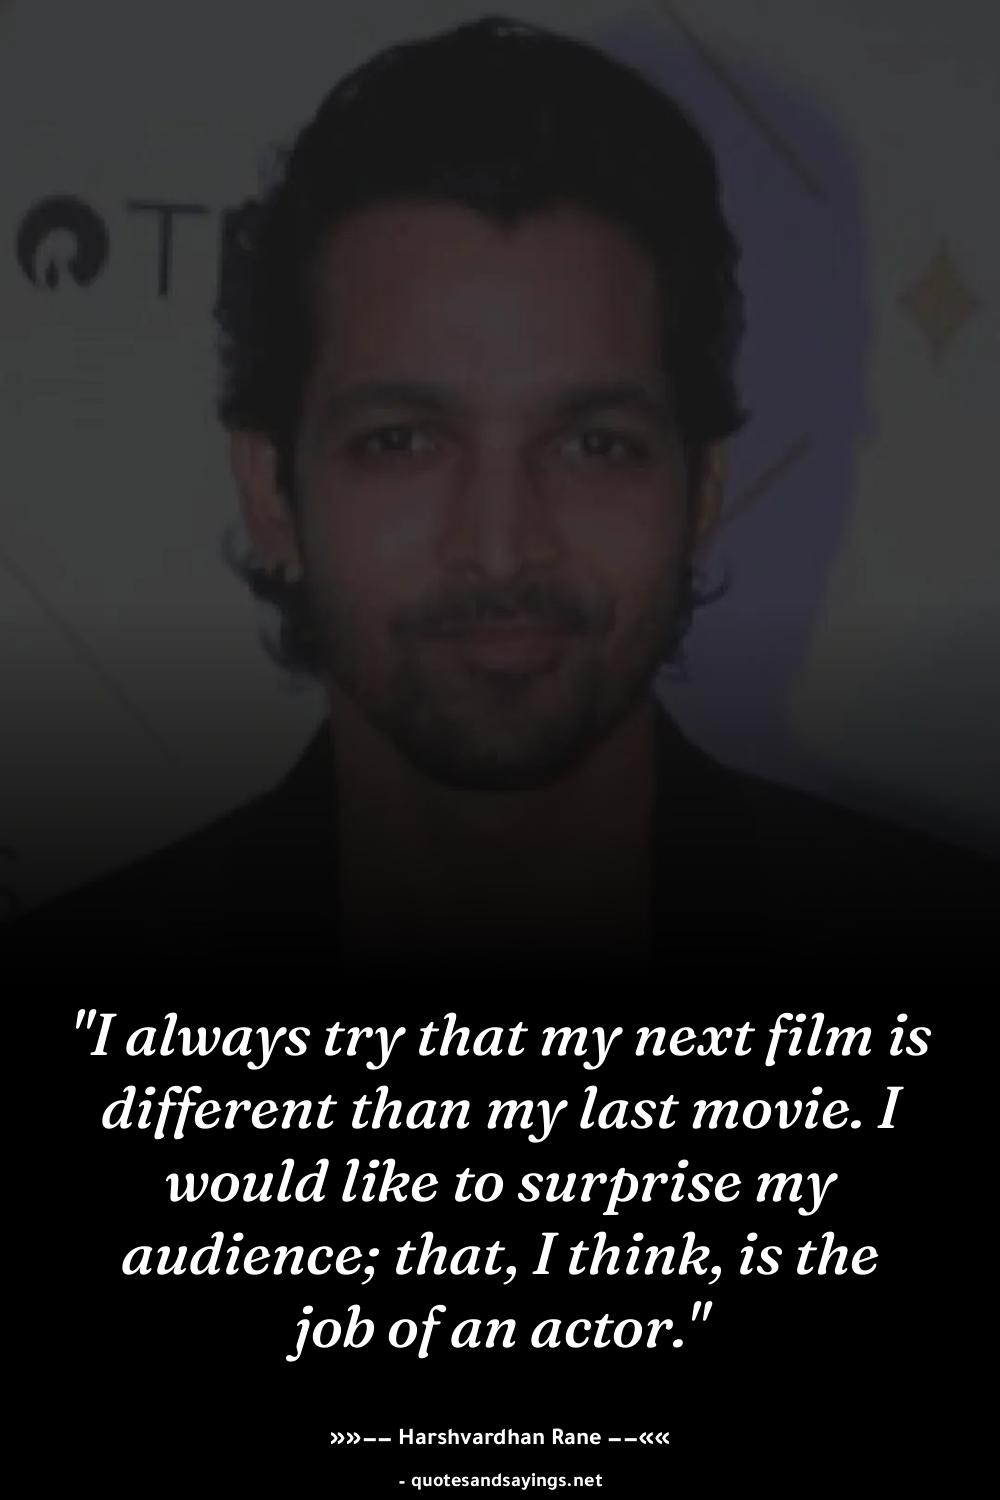 T
"I always try that my next film is
different than my last movie. I
would like to surprise my
audience; that, I think, is the
job of an actor."
»»−− Harshvardhan Rane −−««
- quotesandsayings.net